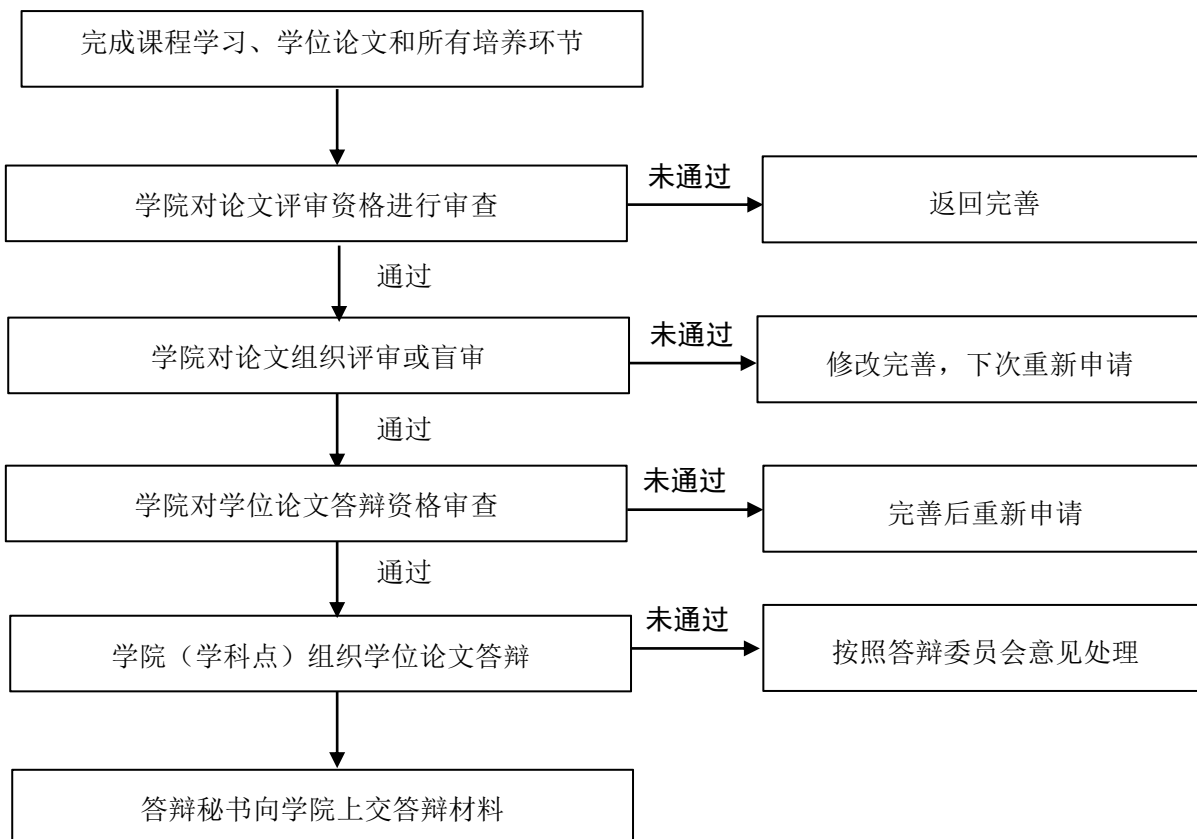 完成课程学习、学位论文和所有培养环节
学院对论文评审资格进行审查
未通过
返回完善
通过
学院对论文组织评审或盲审
未通过
修改完善，下次重新申请
通过
学院对学位论文答辩资格审查
未通过
完善后重新申请
通过
学院（学科点）组织学位论文答辩
未通过
按照答辩委员会意见处理
答辩秘书向学院上交答辩材料